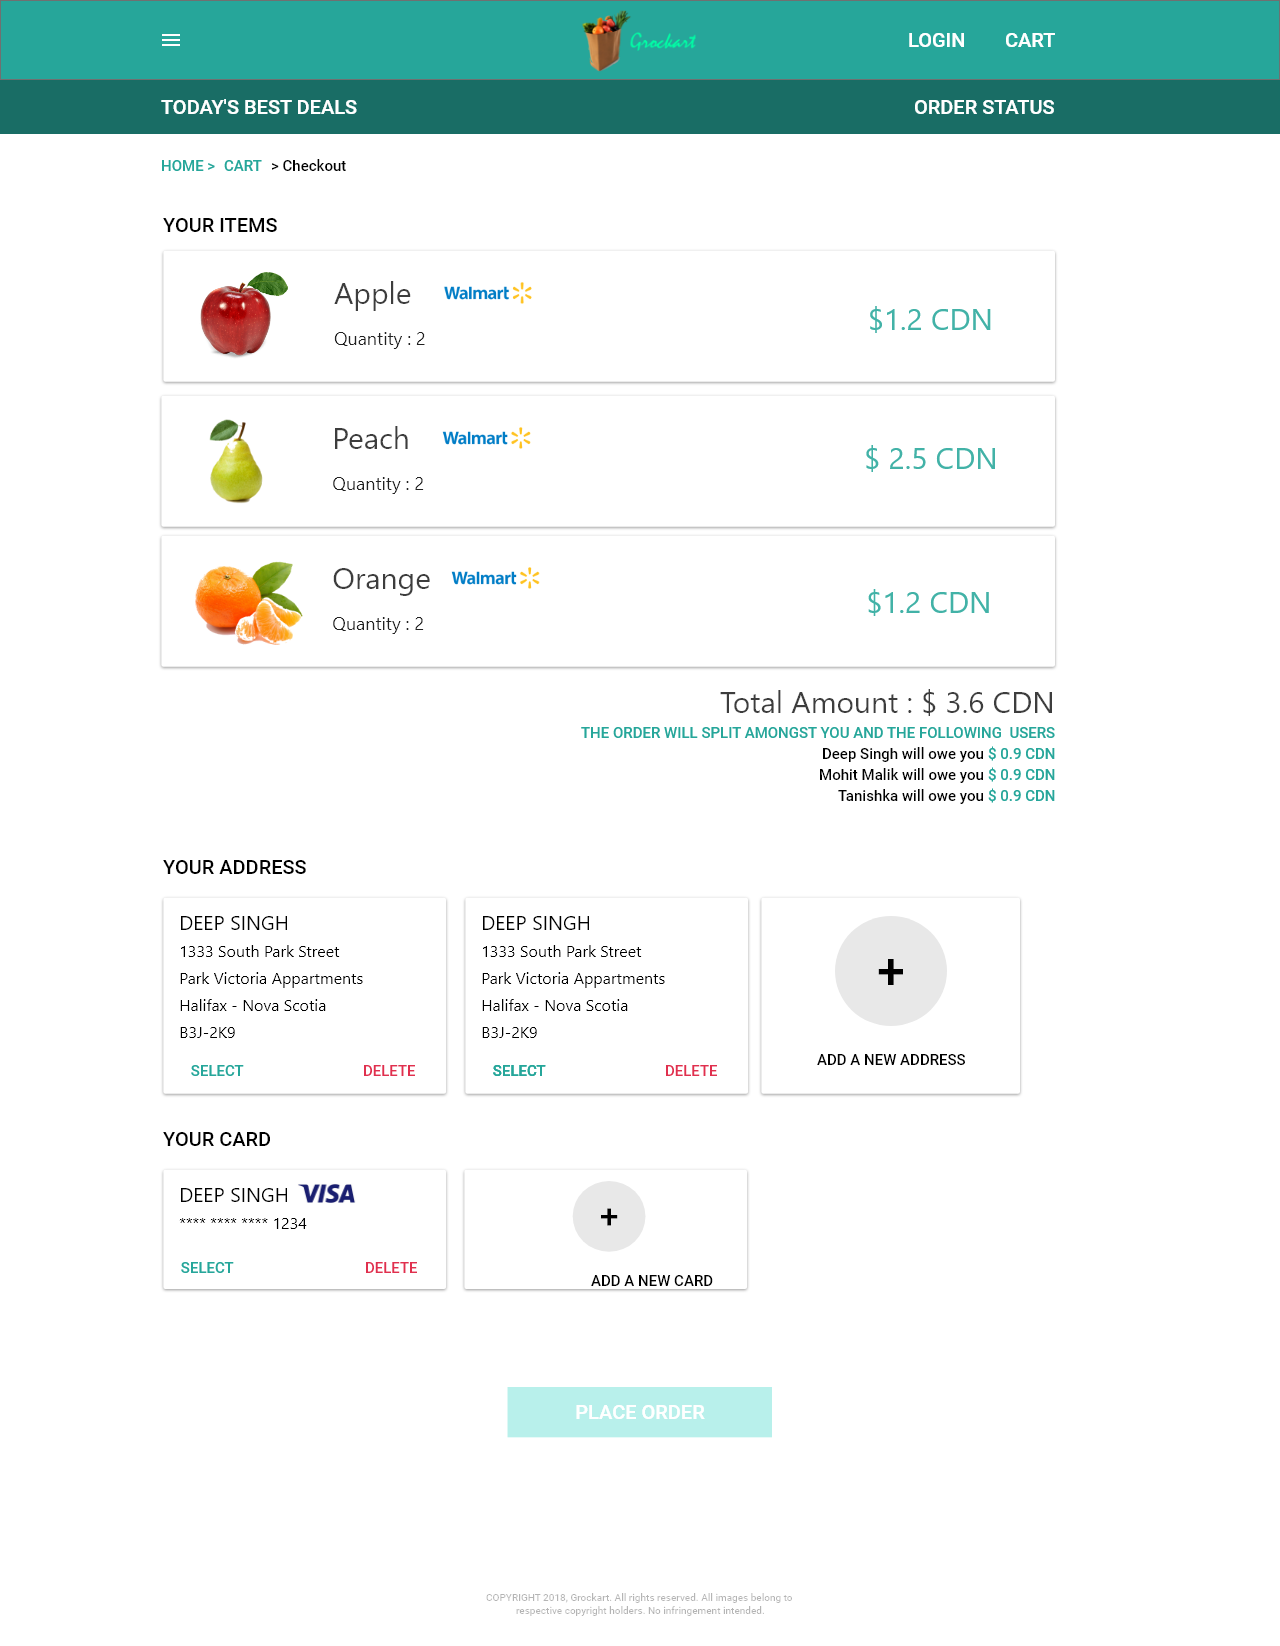 Grockart
LOGIN CART
TODAY'S BEST DEALS ORDER STATUS
HOME > CART > Checkout
YOUR ITEMS
Apple Walmart
Quantity : 2
$1.2 CDN
Peach Walmart
Quantity : 2
$ 2.5 CDN
Orange Walmart
Quantity : 2
$1.2 CDN
Total Amount : $ 3.6 CDN
THE ORDER WILL SPLIT AMONGST YOU AND THE FOLLOWING USERS
Deep Singh will owe you $ 0.9 CDN
Mohit Malik will owe you $ 0.9 CDN
Tanishka will owe you $ 0.9 CDN
YOUR ADDRESS
DEEP SINGH
1333 South Park Street
Park Victoria Appartments
Halifax - Nova Scotia
B3J-2K9
SELECT DELETE
DEEP SINGH
1333 South Park Street
Park Victoria Appartments
Halifax - Nova Scotia
B3J-2K9
SELECT DELETE
+
ADD A NEW ADDRESS
YOUR CARD
DEEP SINGH VISA
**** **** **** 1234
SELECT DELETE
+
ADD A NEW CARD
PLACE ORDER
COPYRIGHT 2018, Grockart. All rights reserved. All images belong to
respective copyright holders. No infringement intended.